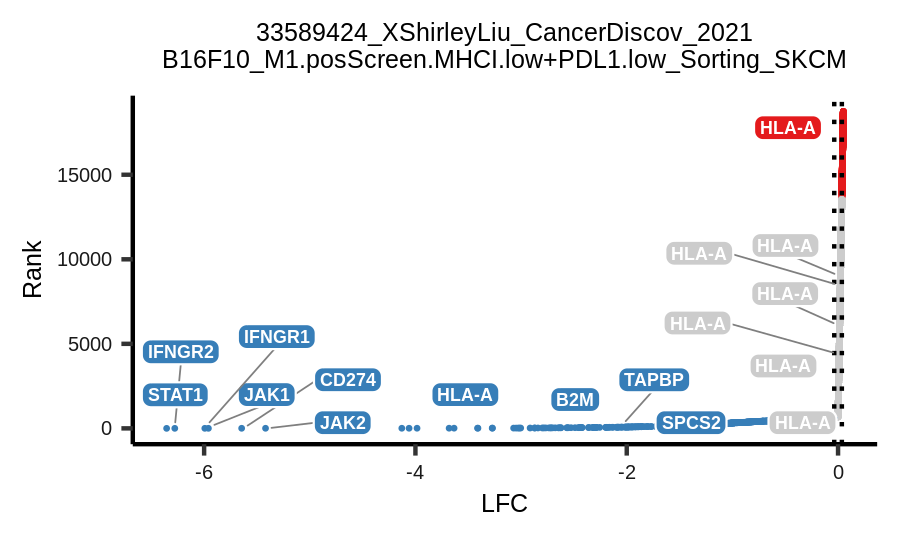 33589424_XShirleyLiu_CancerDiscov_2021
B16F10_M1.posScreen.MHCI.low+PDL1.low_Sorting_SKCM
Rank
15000
10000
5000
0
HLA-A
HLA-A
HLA-A
HLA-A
HLA-A
HLA-A
HLA-A
IFNGR1
IFNGR2
CD274
TAPBP
STAT1
JAK1
HLA-A
B2M
JAK2
SPCS2
-6
-4
-2
0
LFC